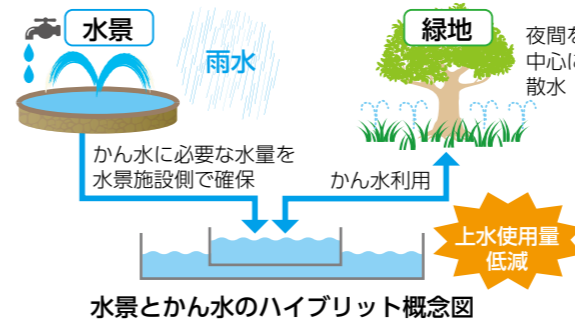 水景
雨水
緑地
夜間を
中心に
散水
かん水に必要な水量を
水景施設側で確保
かん水利用
上水使用量
低減
水景とかん水のハイブリット概念図